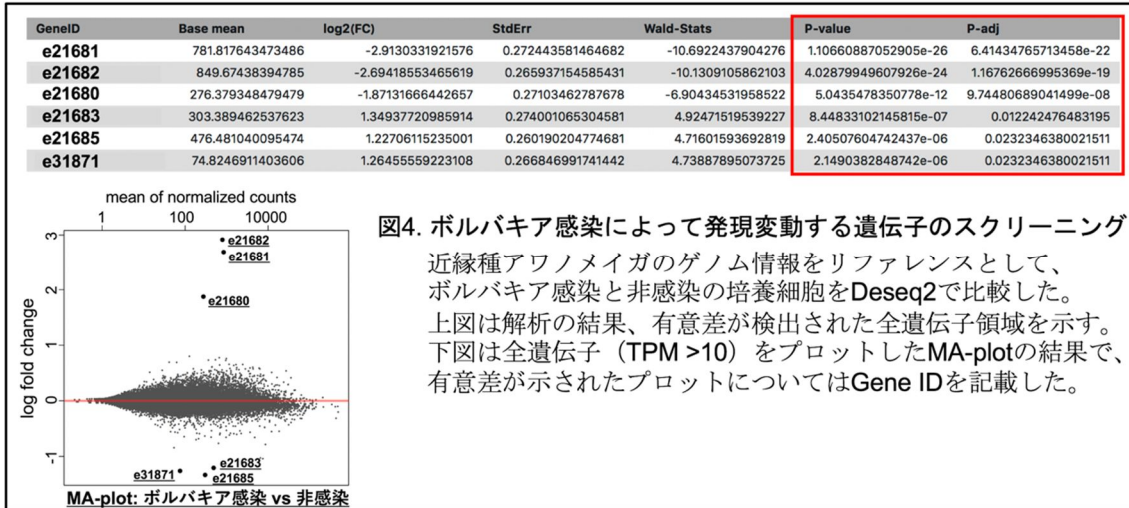 GeneID Base mean log2(FC) StdErr Wald-Stats P-value P-adj
e21681 781.817643473486 -2.9130331921576 0.272443581464682 -10.6922437904276 1.10660887052905e-26 6.41434765713458e-22
e21682 849.67438394785 -2.69418553465619 0.265937154585431 -10.1309105862103 4.02879949607926e-24 1.16762666995369e-19
e21680 276.379348479479 -1.87131666442657 0.27103462787678 -6.90434531958522 5.0435478350778e-12 9.74480689041499e-08
e21683 303.389462537623 1.34937720985914 0.274001065304581 4.92471519539227 8.44833102145815e-07 0.012242476483195
e21685 476.481040095474 1.22706115235001 0.260190204774681 4.71601593692819 2.40507604742437e-06 0.0232346380021511
e31871 74.8246911403606 1.26455559223108 0.266846991741442 4.73887895073725 2.1490382848742e-06 0.0232346380021511
mean of normalized counts
1 100 10000
log fold change
3
2
1
0
-1
e21682
e21681
e21680
e21683
e31871
e21685
MA-plot: ボルバキア感染 vs 非感染
図4. ボルバキア感染によって発現変動する遺伝子のスクリーニング
近縁種アワノメイガのゲノム情報をリファレンスとして、
ボルバキア感染と非感染の培養細胞をDeseq2で比較した。
上図は解析の結果、有意差が検出された全遺伝子領域を示す。
下図は全遺伝子（TPM >10）をプロットしたMA-plotの結果で、
有意差が示されたプロットについてはGene IDを記載した。